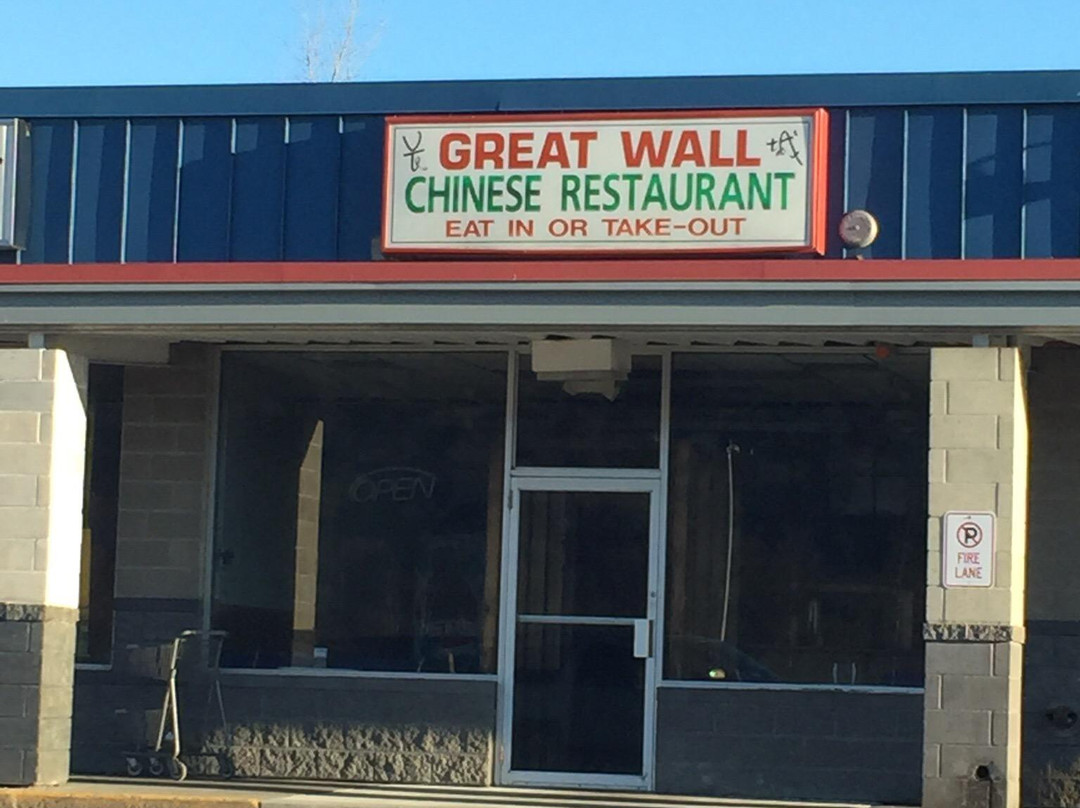 GREAT WALL
CHINESE RESTAURANT
EAT IN OR TAKE-OUT
OPEN
P
FIRE
LANE